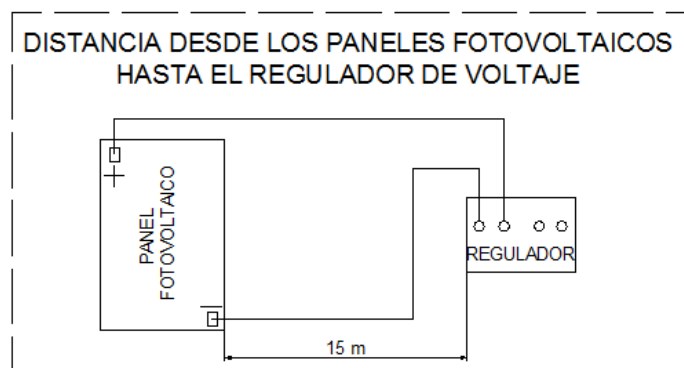 DISTANCIA DESDE LOS PANELES FOTOVOLTAICOS
HASTA EL REGULADOR DE VOLTAJE
+
PANEL
FOTOVOLTAICO
REGULADOR
15 m